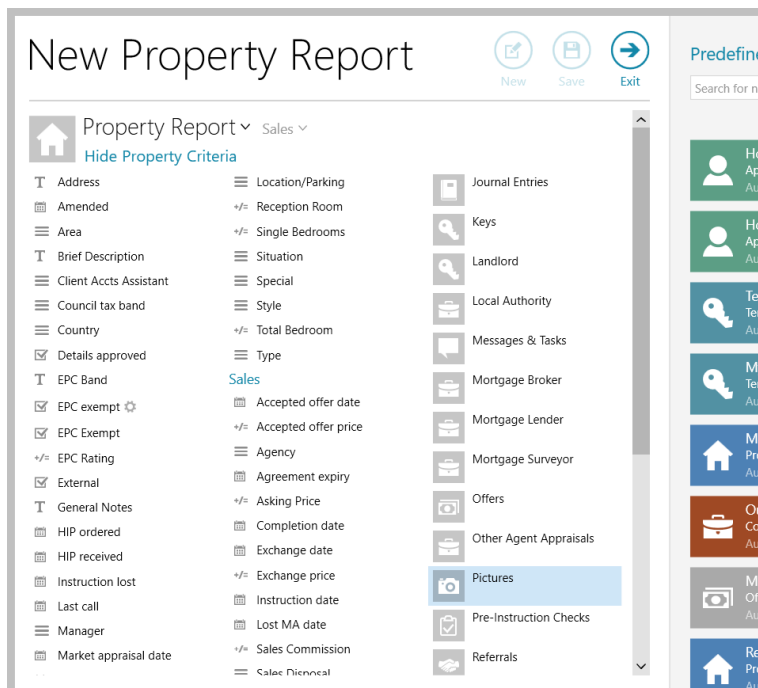 New Property Report
New
Save
Exit
Property Report
Sales
Hide Property Criteria
Address
Amended
Area
Brief Description
Client Accts Assistant
Council tax band
Country
Details approved
EPC Band
EPC exempt
EPC Exempt
EPC Rating
External
General Notes
HIP ordered
HIP received
Instruction lost
Last call
Manager
Market appraisal date
Location/Parking
Reception Room
Single Bedrooms
Situation
Special
Style
Total Bedroom
Type
Sales
Accepted offer date
Accepted offer price
Agency
Agreement expiry
Asking Price
Completion date
Exchange date
Exchange price
Instruction date
Lost MA date
Sales Commission
Sales Disposal
Journal Entries
Keys
Landlord
Local Authority
Messages & Tasks
Mortgage Broker
Mortgage Lender
Mortgage Surveyor
Offers
Other Agent Appraisals
Pictures
Pre-Instruction Checks
Referrals
Predefine
Search for n